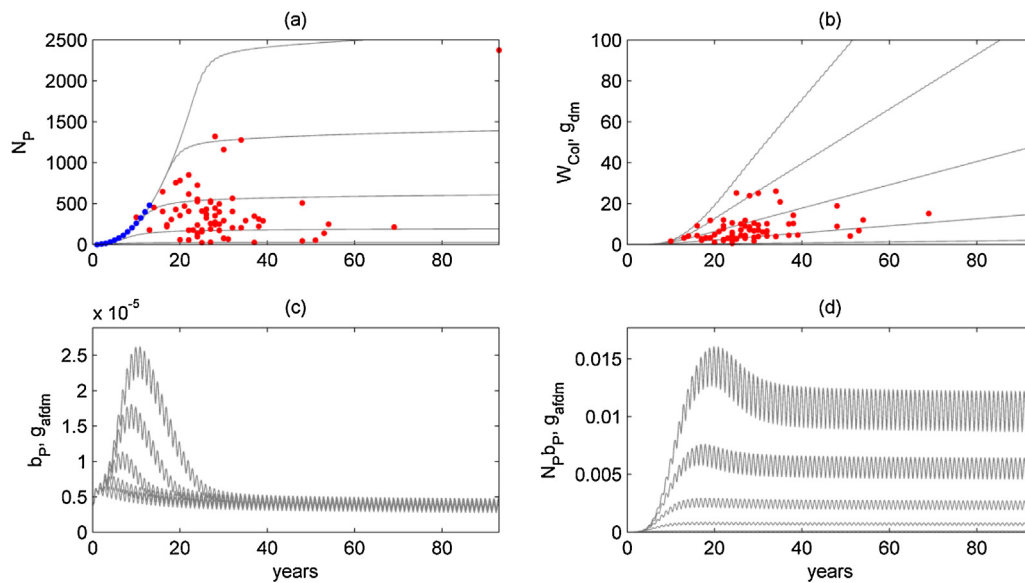 (a)
(b)
2500
2000
1500
1000
500
0
N_P
0 20 40 60 80
years
100
80
60
40
20
0
W_Col, g_dm
0 20 40 60 80
years
(c)
(d)
x 10^-5
2.5
2
1.5
1
0.5
0
b_P, g_afdm
0 20 40 60 80
years
0.015
0.01
0.005
0
N_Pb_P, g_afdm
0 20 40 60 80
years